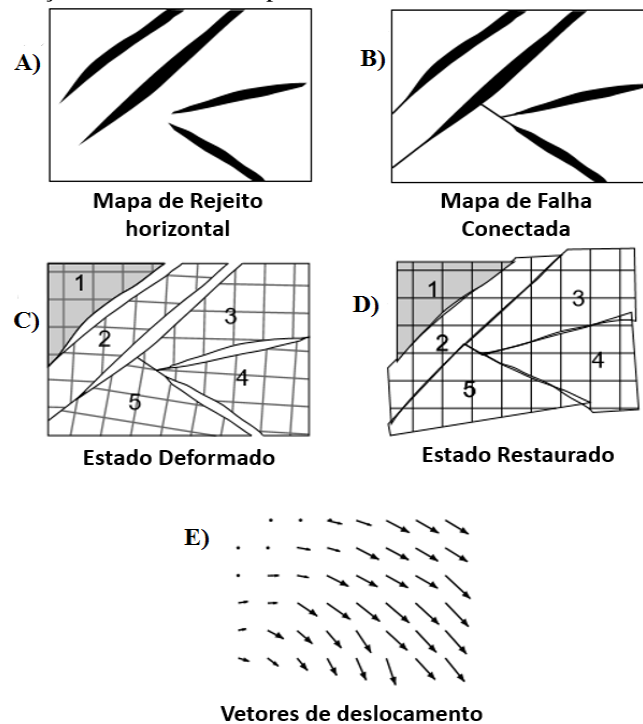 A)
B)
Mapa de Rejeito
horizontal
Mapa de Falha
Conectada
C)
1
2
3
4
5
D)
1
2
3
4
5
Estado Deformado
Estado Restaurado
E)
Vetores de deslocamento